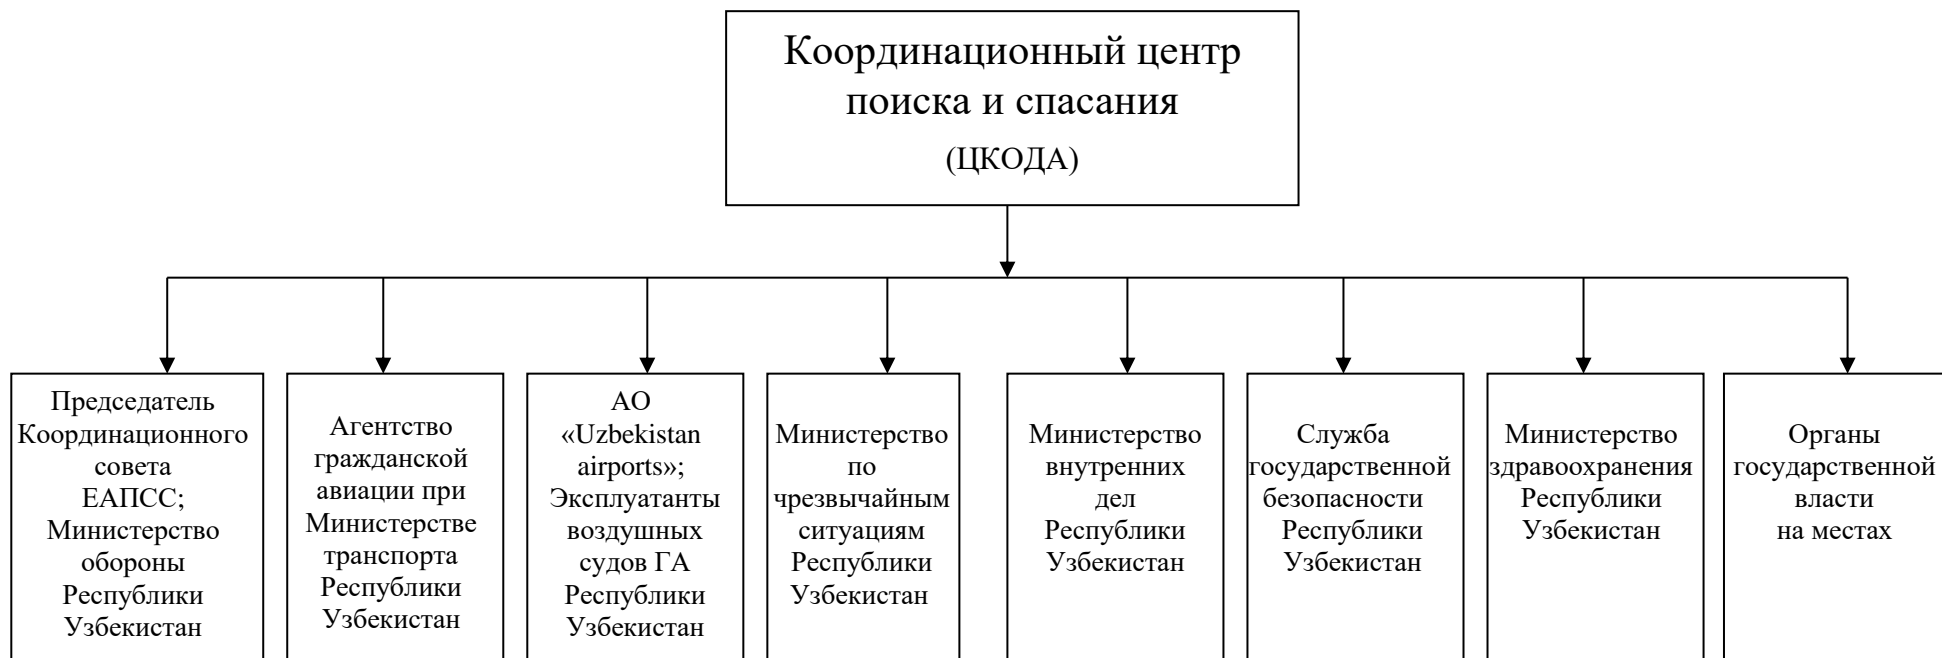 Координационный центр
поиска и спасания
(ЦКОДА)
Председатель
Координационного
совета
ЕАПСС;
Министерство
обороны
Республики
Узбекистан
Агентство
гражданской
авиации при
Министерстве
транспорта
Республики
Узбекистан
АО
«Uzbekistan
airports»;
Эксплуатанты
воздушных
судов ГА
Республики
Узбекистан
Министерство
по
чрезвычайным
ситуациям
Республики
Узбекистан
Министерство
внутренних
дел
Республики
Узбекистан
Служба
государственной
безопасности
Республики
Узбекистан
Министерство
здравоохранения
Республики
Узбекистан
Органы
государственной
власти
на местах